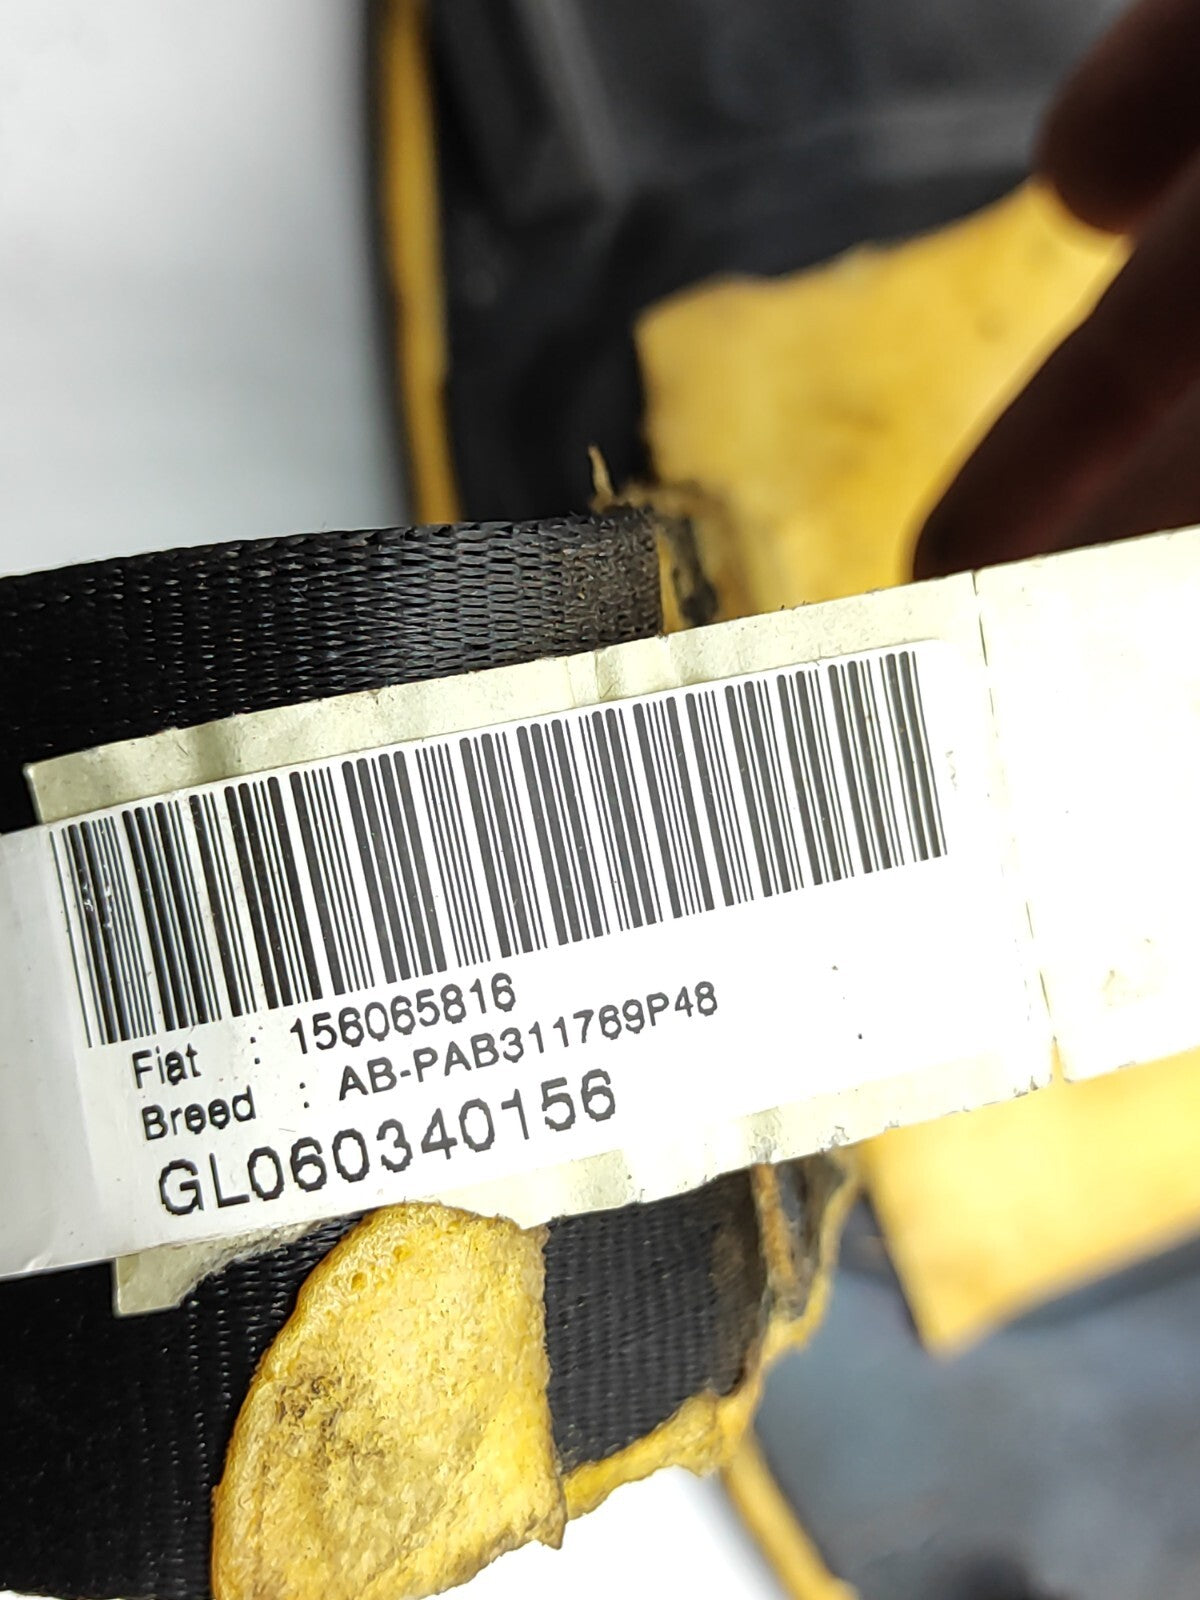 Fiat : 156065816
Breed : AB-PAB311769P48
GL060340156